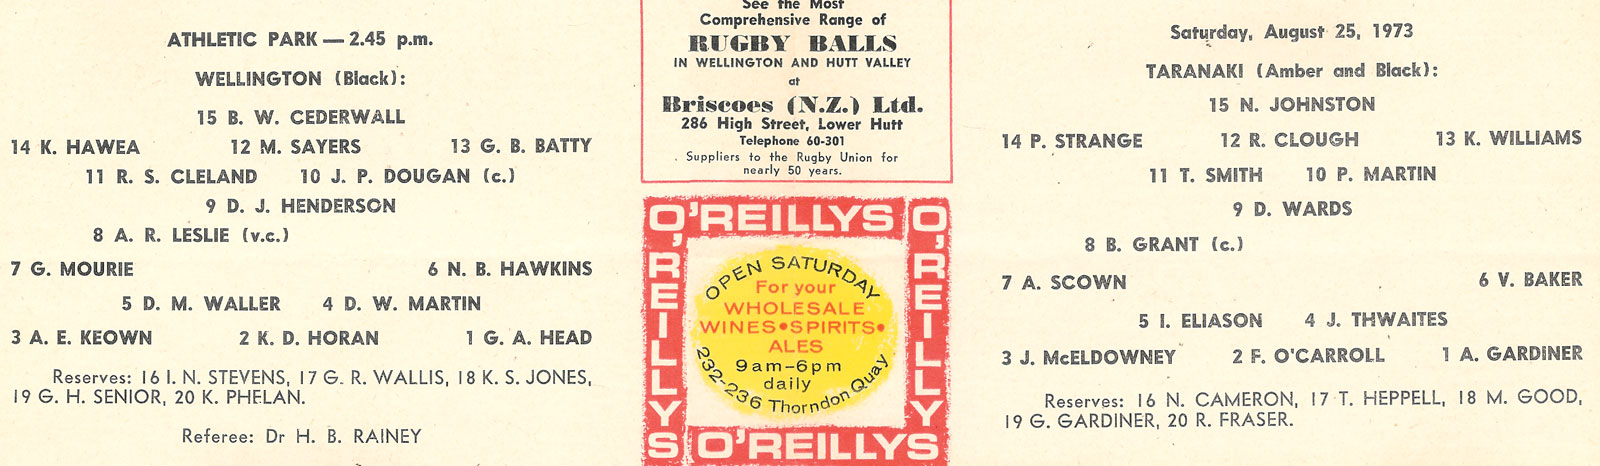 ATHLETIC PARK — 2.45 p.m.
WELLINGTON (Black):
15 B. W. CEDERWALL
14 K. HAWEA 12 M. SAYERS 13 G. B. BATTY
11 R. S. CLELAND 10 J. P. DOUGAN (c.)
9 D. J. HENDERSON
8 A. R. LESLIE (v.c.)
7 G. MOURIE 6 N. B. HAWKINS
5 D. M. WALLER 4 D. W. MARTIN
3 A. E. KEOWN 2 K. D. HORAN 1 G. A. HEAD
Reserves: 16 I. N. STEVENS, 17 G. R. WALLIS, 18 K. S. JONES,
19 G. H. SENIOR, 20 K. PHELAN.
Referee: Dr H. B. RAINEY
See the Most
Comprehensive Range of
RUGBY BALLS
IN WELLINGTON AND HUTT VALLEY
at
Briscoes (N.Z.) Ltd.
286 High Street, Lower Hutt
Telephone 60-301
Suppliers to the Rugby Union for
nearly 50 years.
O'REILLYS
O'REILLYS
O'REILLYS
O'REILLYS
OPEN SATURDAY
For your
WHOLESALE
WINES•SPIRITS•
ALES
9am-6pm
daily
232-236 Thorndon Quay
Saturday, August 25, 1973
TARANAKI (Amber and Black):
15 N. JOHNSTON
14 P. STRANGE 12 R. CLOUGH 13 K. WILLIAMS
11 T. SMITH 10 P. MARTIN
9 D. WARDS
8 B. GRANT (c.)
7 A. SCOWN 6 V. BAKER
5 I. ELIASON 4 J. THWAITES
3 J. McELDOWNEY 2 F. O'CARROLL 1 A. GARDINER
Reserves: 16 N. CAMERON, 17 T. HEPPELL, 18 M. GOOD,
19 G. GARDINER, 20 R. FRASER.